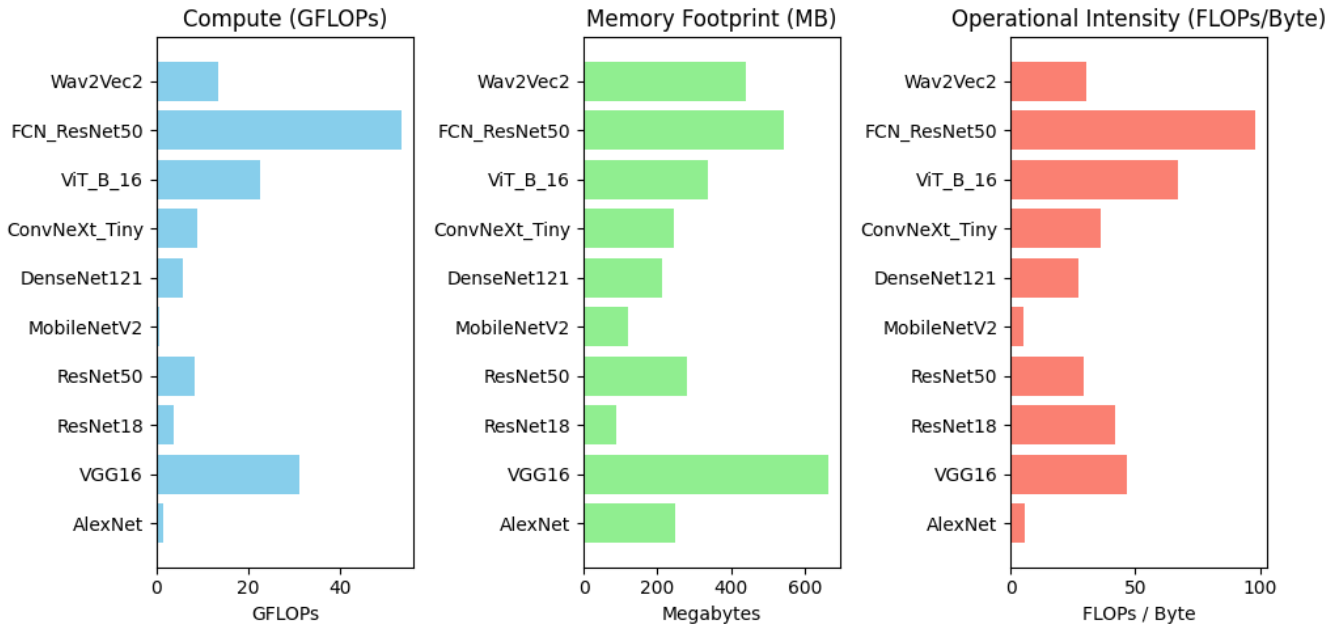 Compute (GFLOPs)
Wav2Vec2
FCN_ResNet50
ViT_B_16
ConvNeXt_Tiny
DenseNet121
MobileNetV2
ResNet50
ResNet18
VGG16
AlexNet
0 20 40
GFLOPs
Memory Footprint (MB)
Wav2Vec2
FCN_ResNet50
ViT_B_16
ConvNeXt_Tiny
DenseNet121
MobileNetV2
ResNet50
ResNet18
VGG16
AlexNet
0 200 400 600
Megabytes
Operational Intensity (FLOPs/Byte)
Wav2Vec2
FCN_ResNet50
ViT_B_16
ConvNeXt_Tiny
DenseNet121
MobileNetV2
ResNet50
ResNet18
VGG16
AlexNet
0 50 100
FLOPs / Byte